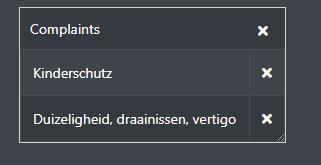 Complaints
Kinderschutz
Duizeligheid, draainissen, vertigo